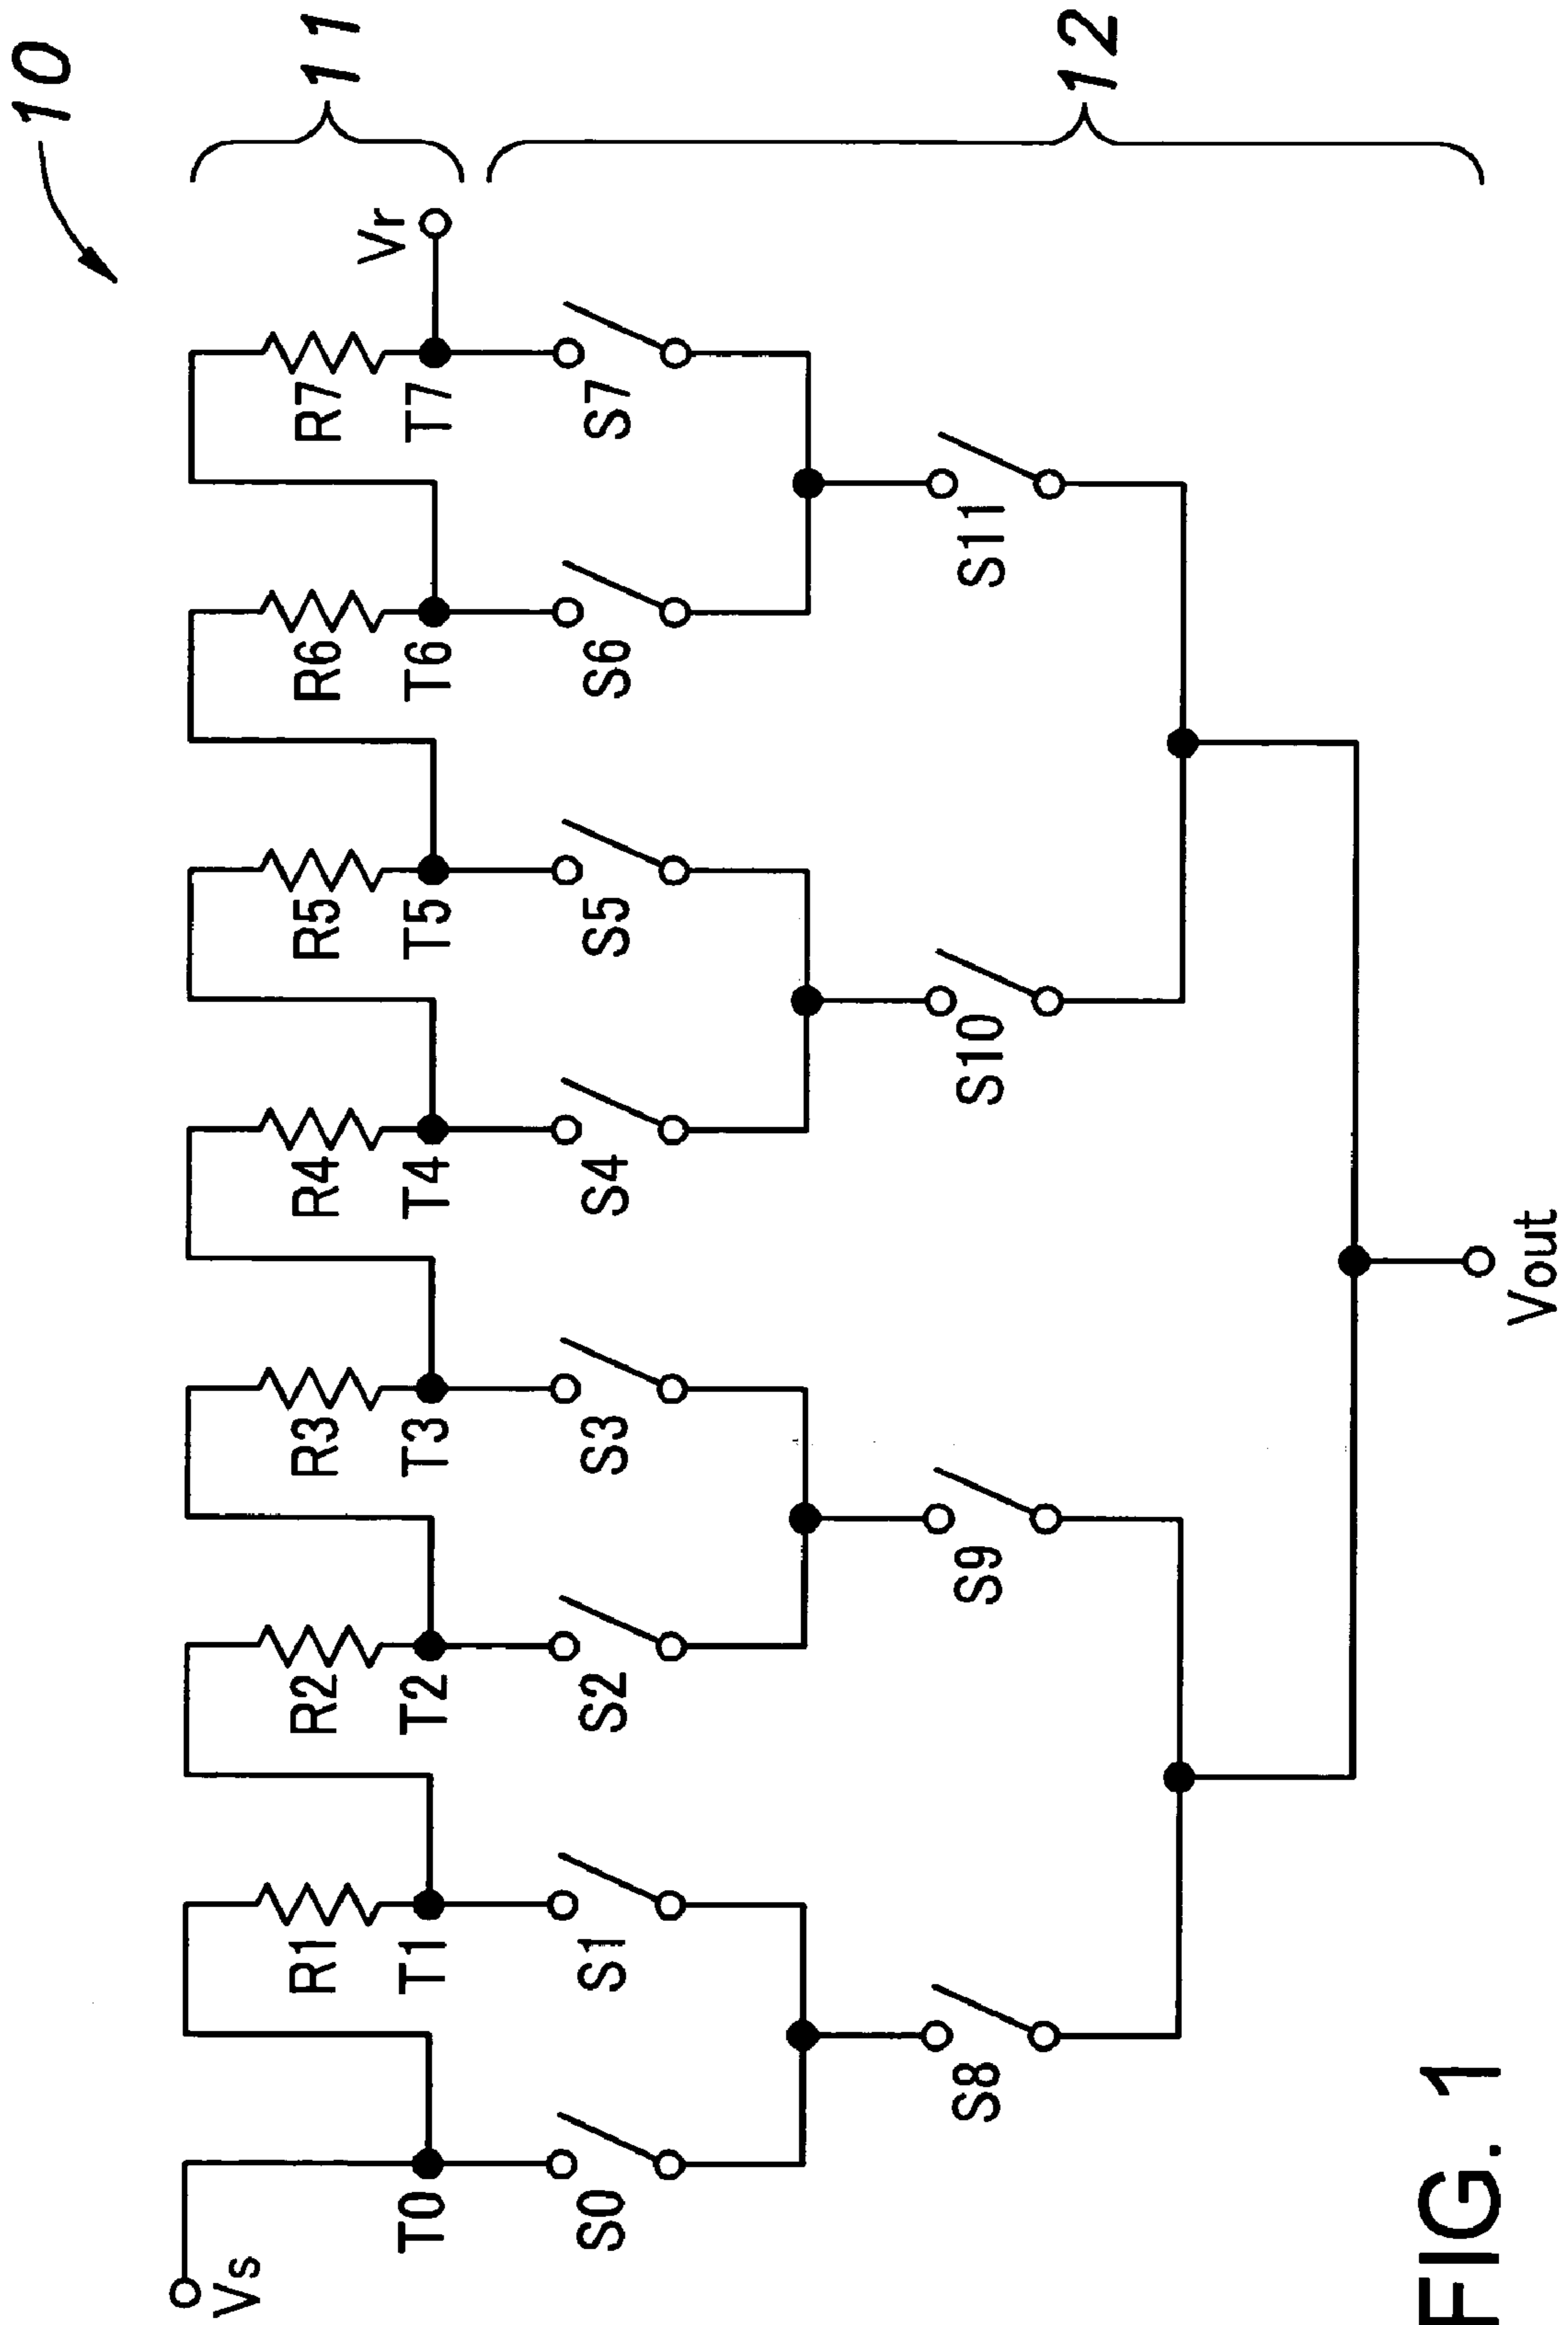 10
11
12
Vr
R1
R2
R3
R4
R5
R6
R7
Vs
T0
T1
T2
T3
T4
T5
T6
T7
S0
S1
S2
S3
S4
S5
S6
S7
S8
S9
S10
S11
Vout
FIG. 1